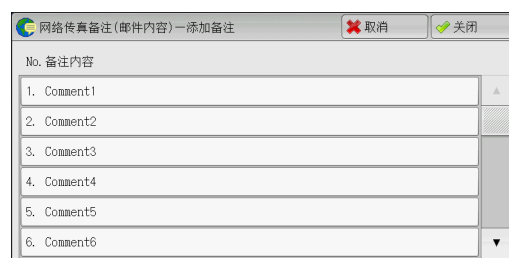 网络传真备注(邮件内容)－添加备注
取消
关闭
No. 备注内容
1. Comment1
2. Comment2
3. Comment3
4. Comment4
5. Comment5
6. Comment6